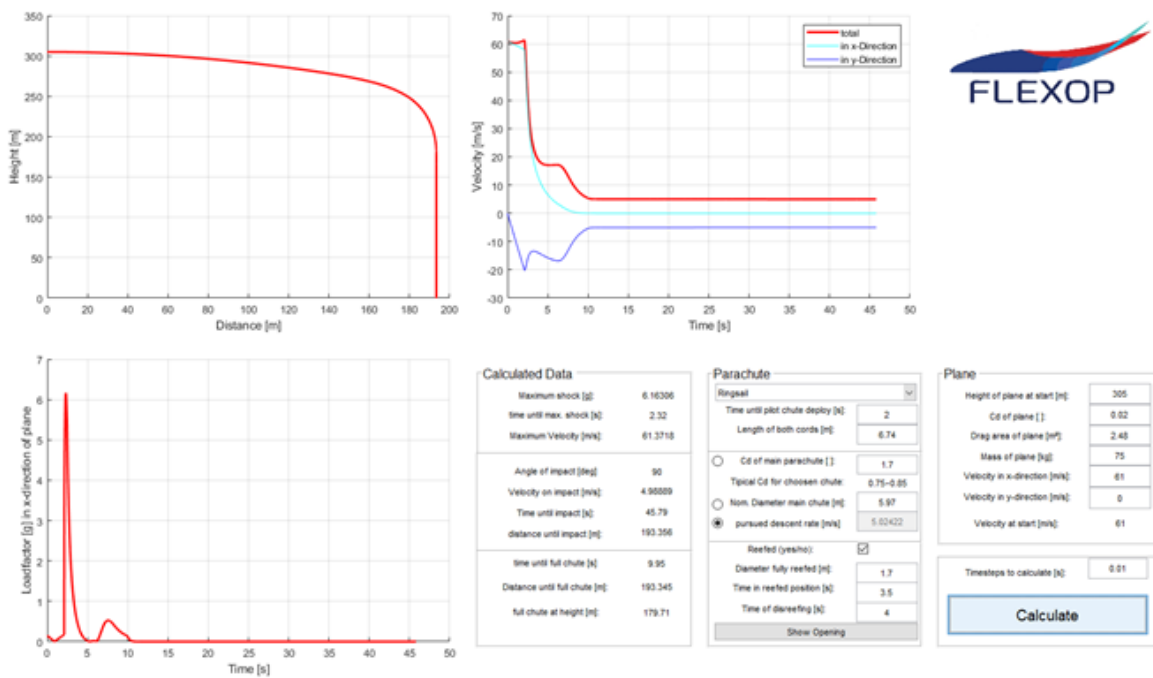 350
300
250
200
150
100
50
0
Height [m]
0 20 40 60 80 100 120 140 160 180 200
Distance [m]
70
60
50
40
30
20
10
0
-10
-20
-30
Velocity [m/s]
0 5 10 15 20 25 30 35 40 45 50
Time [s]
total
in x-Direction
in y-Direction
FLEXOP
7
6
5
4
3
2
1
0
Loadfactor [g] in x-direction of plane
0 5 10 15 20 25 30 35 40 45 50
Time [s]
Calculated Data
Maximum shock [g]: 6.16306
time until max. shock [s]: 2.32
Maximum Velocity [m/s]: 61.3718
Angle of impact [deg] 90
Velocity on impact [m/s]: 4.98889
Time until impact [s]: 45.79
distance until impact [m]: 193.356
time until full chute [s] 9.95
Distance until full chute [m]: 193.345
full chute at height [m]: 179.71
Parachute
Ringsail
Time until pilot chute deploy [s]: 2
Length of both cords [m]: 6.74
Cd of main parachute [ ]: 1.7
Tipical Cd for choosen chute: 0.75-0.85
Nom. Diameter main chute [m]: 5.97
pursued descent rate [m/s] 5.02422
Reefed (yes/no):
Diameter fully reefed [m]: 1.7
Time in reefed position [s]: 3.5
Time of disreefing [s]: 4
Show Opening
Plane
Height of plane at start [m]: 305
Cd of plane [ ]: 0.02
Drag area of plane [m²]: 2.48
Mass of plane [kg]: 75
Velocity in x-direction [m/s]: 61
Velocity in y-direction [m/s]: 0
Velocity at start [m/s]: 61
Timesteps to calculate [s]: 0.01
Calculate